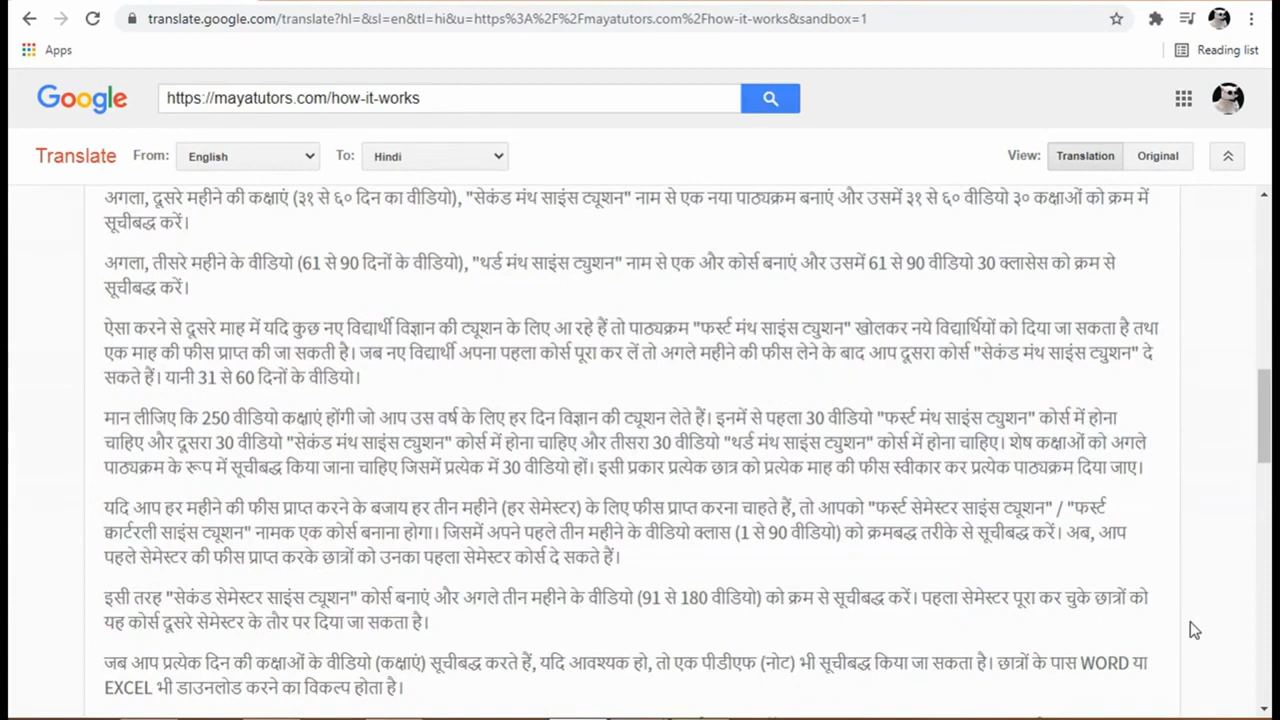 translate.google.com/translate?hl=&sl=en&tl=hi&u=https%3A%2F%2Fmayatutors.com%2Fhow-it-works&sandbox=1
Apps
Reading list
Google
https://mayatutors.com/how-it-works
Translate
From:
English
To:
Hindi
View:
Translation
Original
अगला, दूसरे महीने की कक्षाएं (३१ से ६० दिन का वीडियो), "सेकंड मंथ साइंस ट्यूशन" नाम से एक नया पाठ्यक्रम बनाएं और उसमें ३१ से ६० वीडियो ३० कक्षाओं को क्रम में
सूचीबद्ध करें।
अगला, तीसरे महीने के वीडियो (61 से 90 दिनों के वीडियो), "थर्ड मंथ साइंस ट्युशन" नाम से एक और कोर्स बनाएं और उसमें 61 से 90 वीडियो 30 क्लासेस को क्रम से
सूचीबद्ध करें।
ऐसा करने से दूसरे माह में यदि कुछ नए विद्यार्थी विज्ञान की ट्यूशन के लिए आ रहे हैं तो पाठ्यक्रम "फर्स्ट मंथ साइंस ट्युशन" खोलकर नये विद्यार्थियों को दिया जा सकता है तथा
एक माह की फीस प्राप्त की जा सकती है। जब नए विद्यार्थी अपना पहला कोर्स पूरा कर लें तो अगले महीने की फीस लेने के बाद आप दूसरा कोर्स "सेकंड मंथ साइंस ट्युशन" दे
सकते हैं। यानी 31 से 60 दिनों के वीडियो।
मान लीजिए कि 250 वीडियो कक्षाएं होंगी जो आप उस वर्ष के लिए हर दिन विज्ञान की ट्यूशन लेते हैं। इनमें से पहला 30 वीडियो "फर्स्ट मंथ साइंस ट्युशन" कोर्स में होना
चाहिए और दूसरा 30 वीडियो "सेकंड मंथ साइंस ट्युशन" कोर्स में होना चाहिए और तीसरा 30 वीडियो "थर्ड मंथ साइंस ट्युशन" कोर्स में होना चाहिए। शेष कक्षाओं को अगले
पाठ्यक्रम के रूप में सूचीबद्ध किया जाना चाहिए जिसमें प्रत्येक में 30 वीडियो हों। इसी प्रकार प्रत्येक छात्र को प्रत्येक माह की फीस स्वीकार कर प्रत्येक पाठ्यक्रम दिया जाए।
यदि आप हर महीने की फीस प्राप्त करने के बजाय हर तीन महीने (हर सेमेस्टर) के लिए फीस प्राप्त करना चाहते हैं, तो आपको "फर्स्ट सेमेस्टर साइंस ट्यूशन" / "फर्स्ट
क्वार्टरली साइंस ट्यूशन" नामक एक कोर्स बनाना होगा। जिसमें अपने पहले तीन महीने के वीडियो क्लास (1 से 90 वीडियो) को क्रमबद्ध तरीके से सूचीबद्ध करें। अब, आप
पहले सेमेस्टर की फीस प्राप्त करके छात्रों को उनका पहला सेमेस्टर कोर्स दे सकते हैं।
इसी तरह "सेकंड सेमेस्टर साइंस ट्यूशन" कोर्स बनाएं और अगले तीन महीने के वीडियो (91 से 180 वीडियो) को क्रम से सूचीबद्ध करें। पहला सेमेस्टर पूरा कर चुके छात्रों को
यह कोर्स दूसरे सेमेस्टर के तौर पर दिया जा सकता है।
जब आप प्रत्येक दिन की कक्षाओं के वीडियो (कक्षाएं) सूचीबद्ध करते हैं, यदि आवश्यक हो, तो एक पीडीएफ (नोट) भी सूचीबद्ध किया जा सकता है। छात्रों के पास WORD या
EXCEL भी डाउनलोड करने का विकल्प होता है।